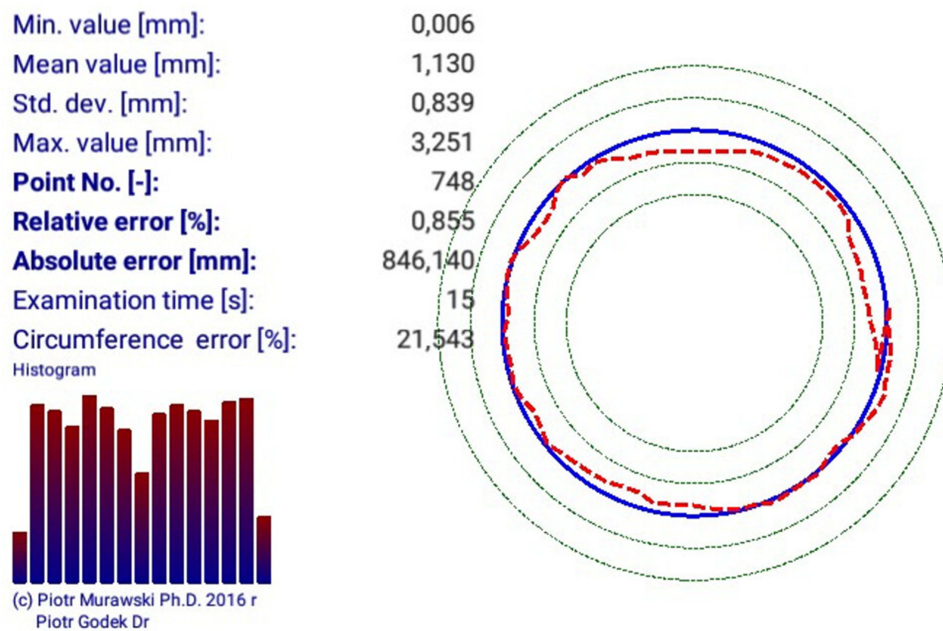 Min. value [mm]: 0,006
Mean value [mm]: 1,130
Std. dev. [mm]: 0,839
Max. value [mm]: 3,251
Point No. [-]: 748
Relative error [%]: 0,855
Absolute error [mm]: 846,140
Examination time [s]: 15
Circumference error [%]: 21,543
Histogram
(c) Piotr Murawski Ph.D. 2016 r
Piotr Godek Dr